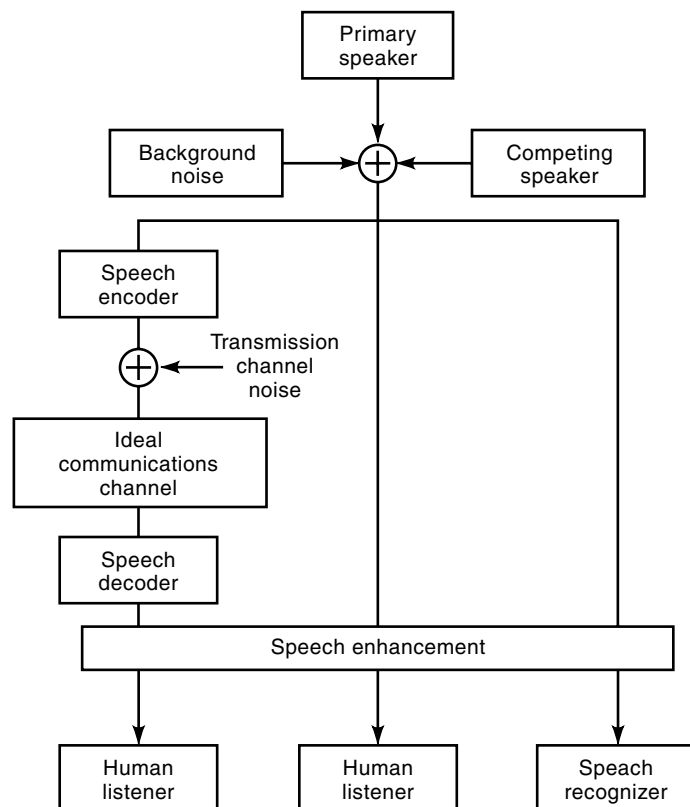 Primary
speaker
Background
noise
Competing
speaker
Speech
encoder
Transmission
channel
noise
Ideal
communications
channel
Speech
decoder
Speech enhancement
Human
listener
Human
listener
Speach
recognizer